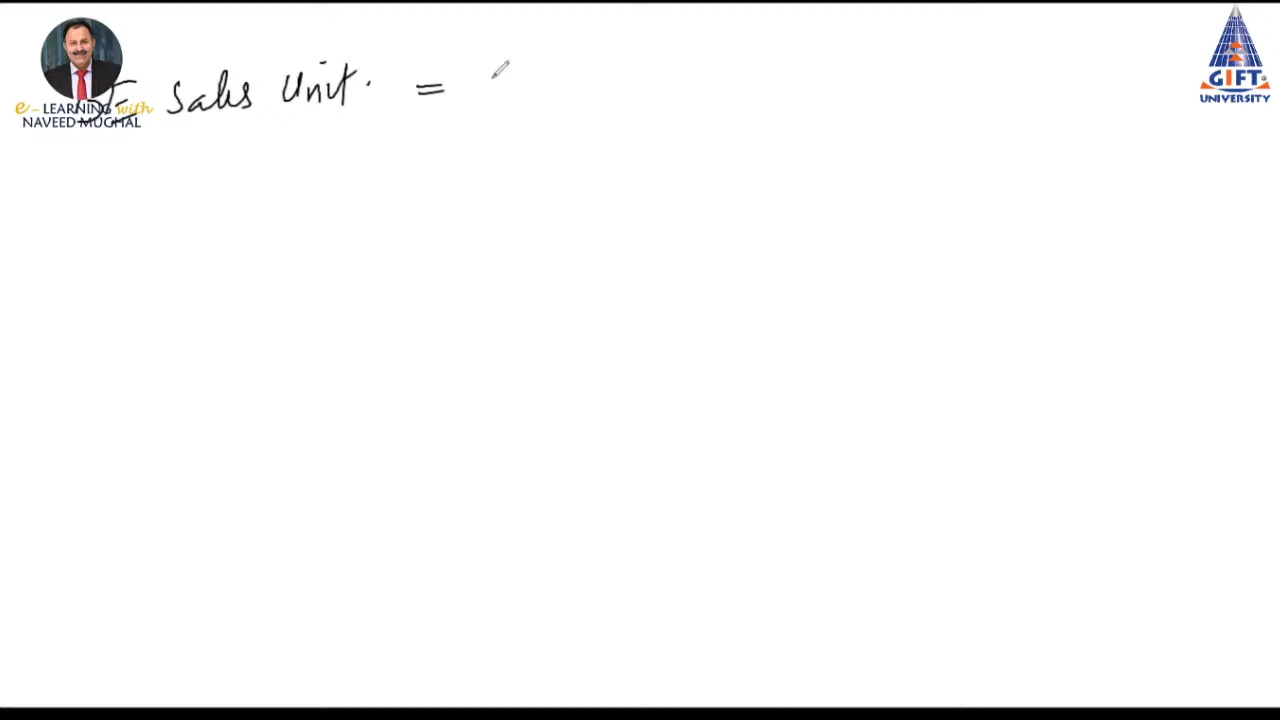 Sales Unit. =
e-LEARNING with
NAVEED MUGHAL
GIFT
UNIVERSITY